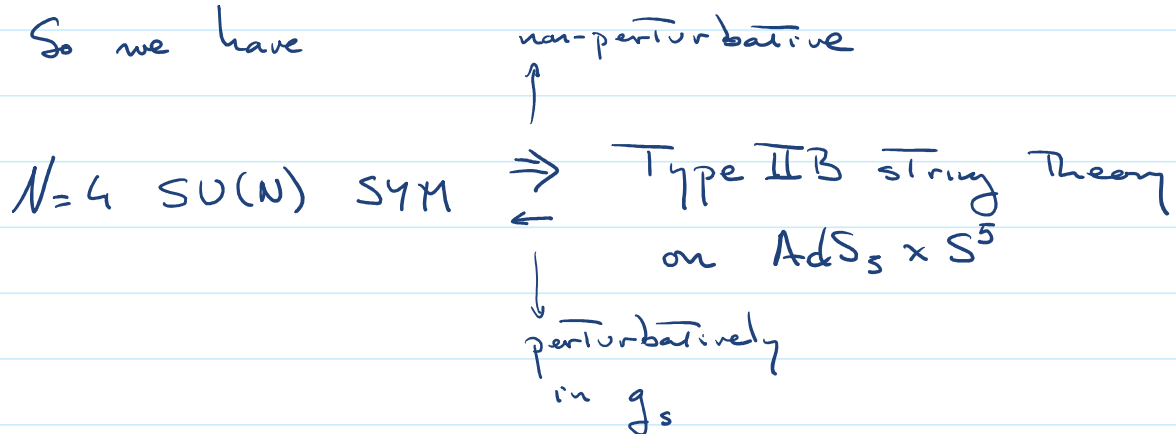 So we have non-perturbative
↑
N=4 SU(N) SYM ⇒ Type IIB string Theory
← on AdS₅ × S⁵
↓
perturbatively
in gₛ